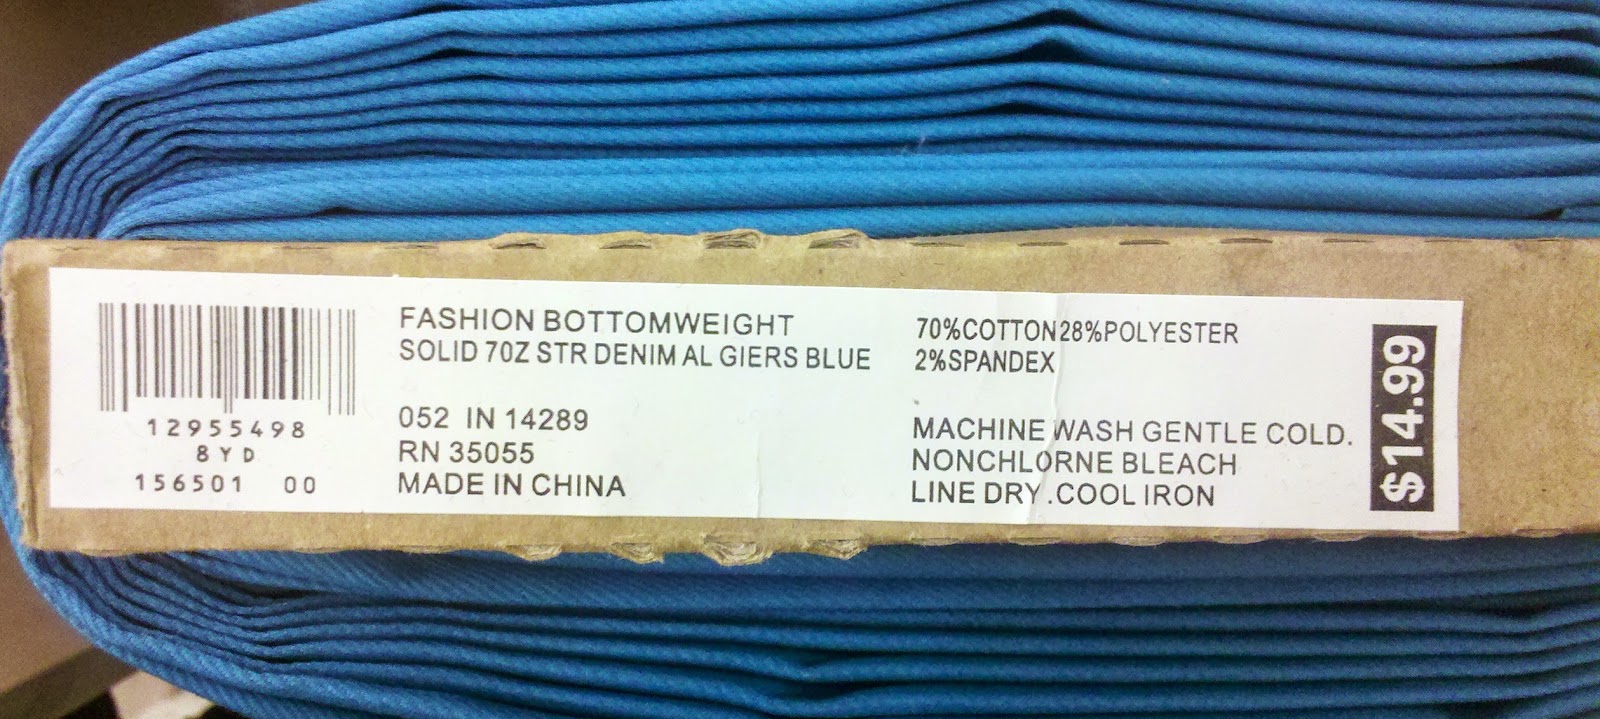 12955498
8YD
156501 00
FASHION BOTTOMWEIGHT
SOLID 7OZ STR DENIM AL GIERS BLUE
052 IN 14289
RN 35055
MADE IN CHINA
70%COTTON28%POLYESTER
2%SPANDEX
MACHINE WASH GENTLE COLD.
NONCHLORNE BLEACH
LINE DRY .COOL IRON
$14.99